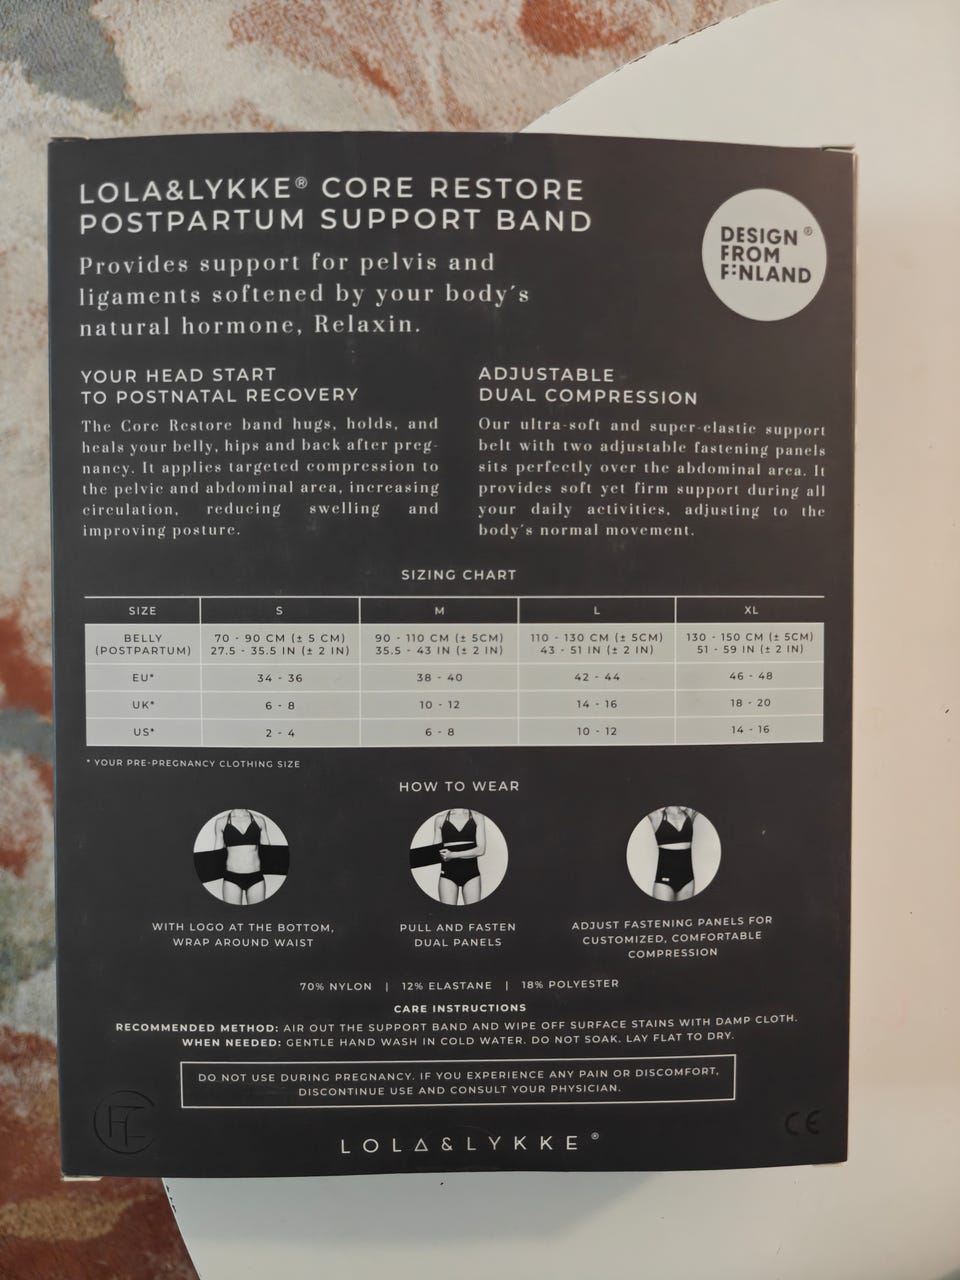 LOLA&LYKKE® CORE RESTORE
POSTPARTUM SUPPORT BAND
Provides support for pelvis and
ligaments softened by your body´s
natural hormone, Relaxin.
DESIGN ®
FROM
FINLAND
YOUR HEAD START
TO POSTNATAL RECOVERY
The Core Restore band hugs, holds, and
heals your belly, hips and back after preg-
nancy. It applies targeted compression to
the pelvic and abdominal area, increasing
circulation, reducing swelling and
improving posture.
ADJUSTABLE
DUAL COMPRESSION
Our ultra-soft and super-elastic support
belt with two adjustable fastening panels
sits perfectly over the abdominal area. It
provides soft yet firm support during all
your daily activities, adjusting to the
body´s normal movement.
SIZING CHART
SIZE S M L XL
BELLY (POSTPARTUM) 70 - 90 CM (± 5 CM) 27.5 - 35.5 IN (± 2 IN) 90 - 110 CM (± 5CM) 35.5 - 43 IN (± 2 IN) 110 - 130 CM (± 5CM) 43 - 51 IN (± 2 IN) 130 - 150 CM (± 5CM) 51 - 59 IN (± 2 IN)
EU* 34 - 36 38 - 40 42 - 44 46 - 48
UK* 6 - 8 10 - 12 14 - 16 18 - 20
US* 2 - 4 6 - 8 10 - 12 14 - 16
* YOUR PRE-PREGNANCY CLOTHING SIZE
HOW TO WEAR
WITH LOGO AT THE BOTTOM,
WRAP AROUND WAIST
PULL AND FASTEN
DUAL PANELS
ADJUST FASTENING PANELS FOR
CUSTOMIZED, COMFORTABLE
COMPRESSION
70% NYLON | 12% ELASTANE | 18% POLYESTER
CARE INSTRUCTIONS
RECOMMENDED METHOD: AIR OUT THE SUPPORT BAND AND WIPE OFF SURFACE STAINS WITH DAMP CLOTH.
WHEN NEEDED: GENTLE HAND WASH IN COLD WATER. DO NOT SOAK. LAY FLAT TO DRY.
DO NOT USE DURING PREGNANCY. IF YOU EXPERIENCE ANY PAIN OR DISCOMFORT,
DISCONTINUE USE AND CONSULT YOUR PHYSICIAN.
LOLA&LYKKE®
CE